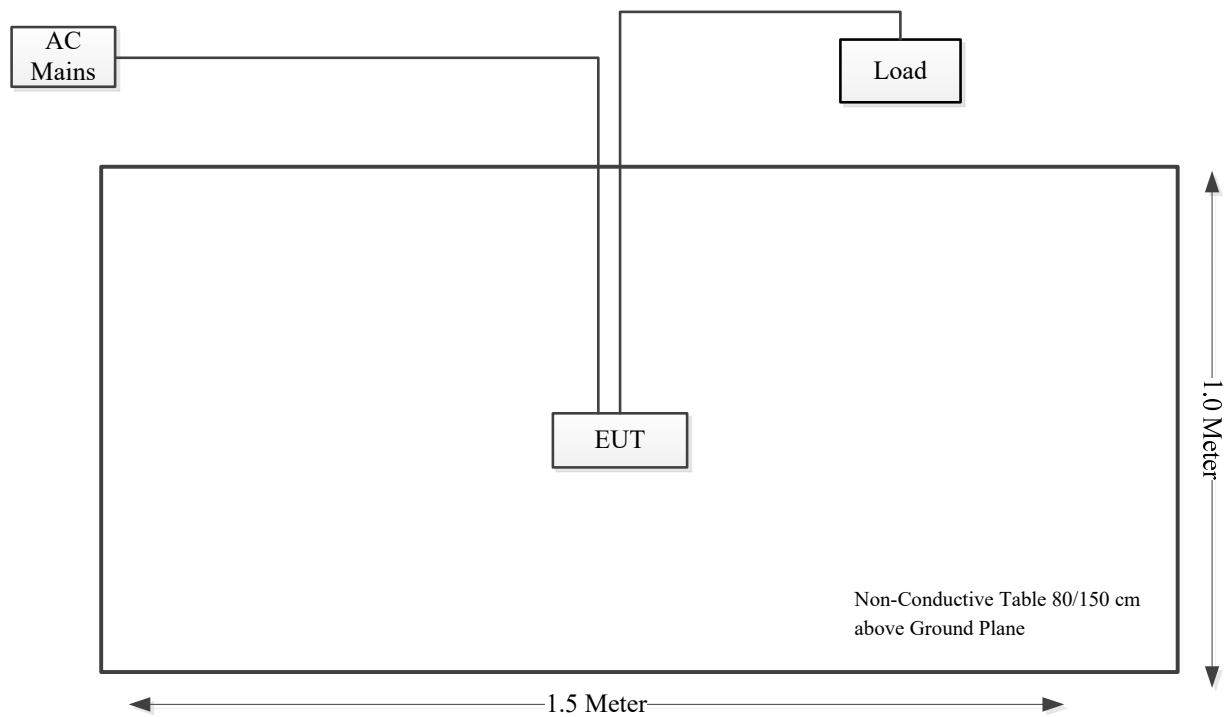 AC
Mains
Load
EUT
1.0 Meter
Non-Conductive Table 80/150 cm
above Ground Plane
1.5 Meter